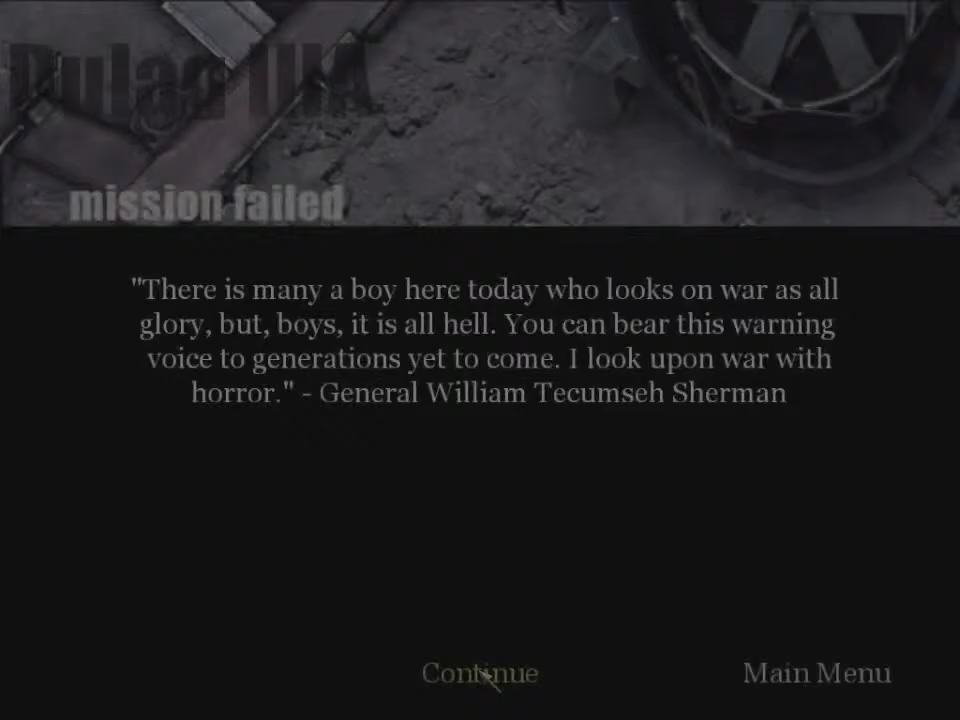 Dulag IIIA
mission failed
"There is many a boy here today who looks on war as all
glory, but, boys, it is all hell. You can bear this warning
voice to generations yet to come. I look upon war with
horror." - General William Tecumseh Sherman
Continue
Main Menu